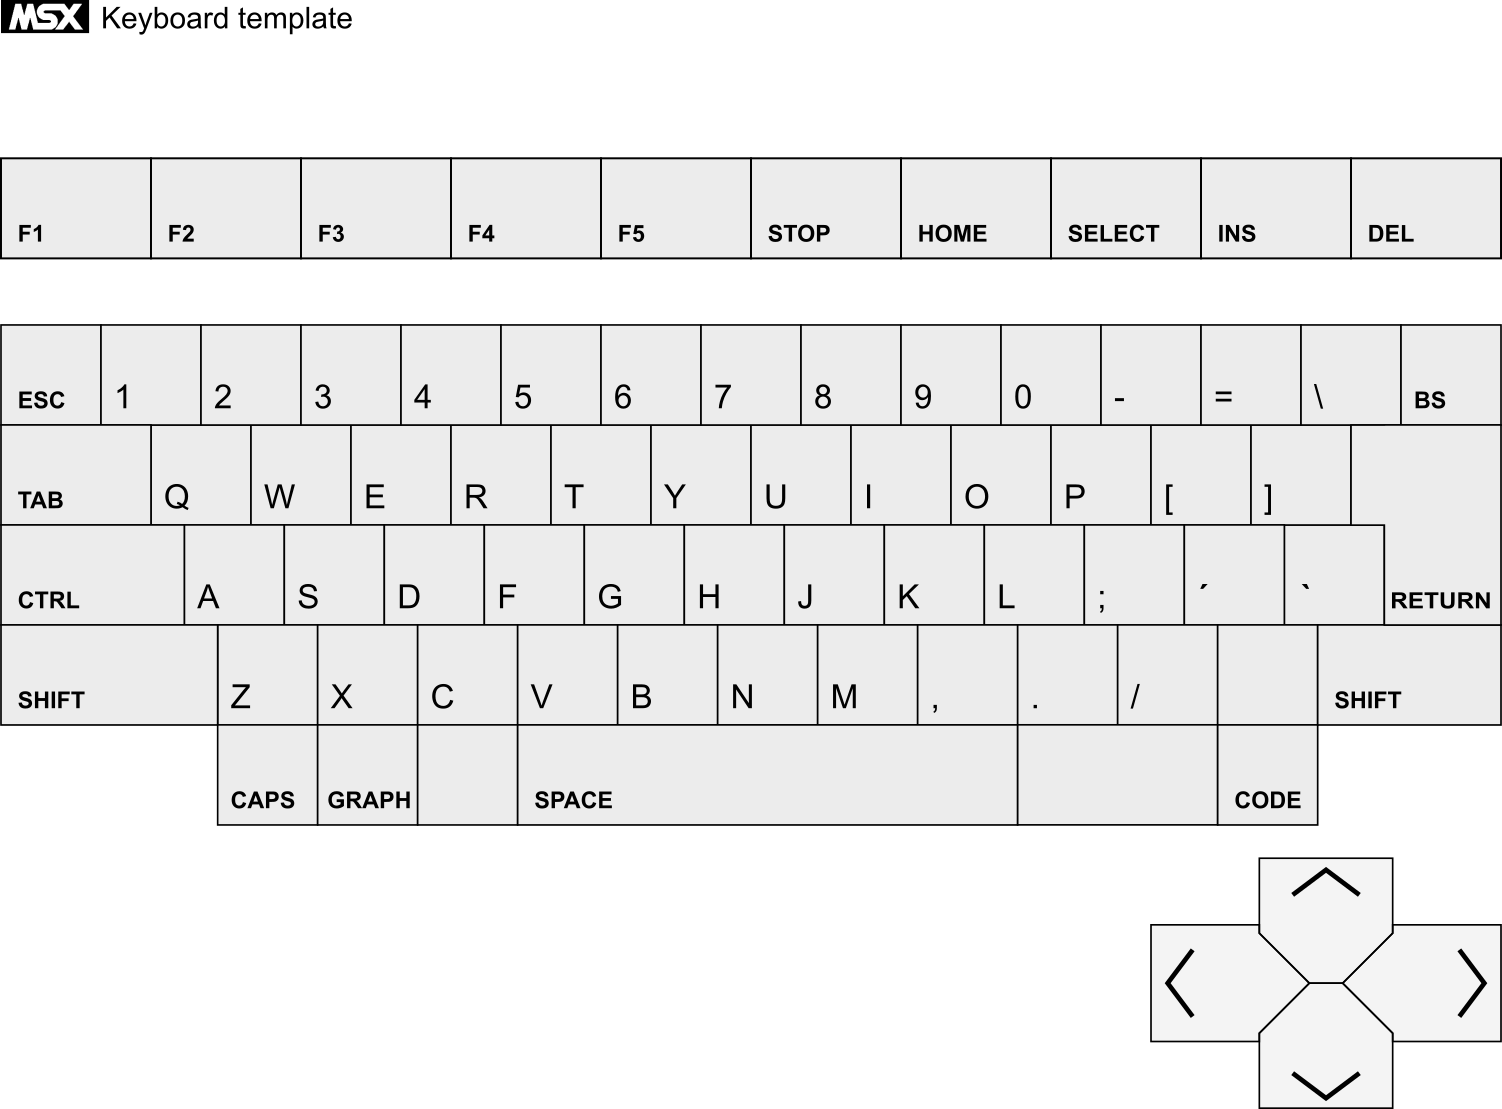 MSX Keyboard template
F1 F2 F3 F4 F5 STOP HOME SELECT INS DEL
ESC 1 2 3 4 5 6 7 8 9 0 - = \ BS
TAB Q W E R T Y U I O P [ ]
CTRL A S D F G H J K L ; ´ ` RETURN
SHIFT Z X C V B N M , . / SHIFT
CAPS GRAPH SPACE CODE